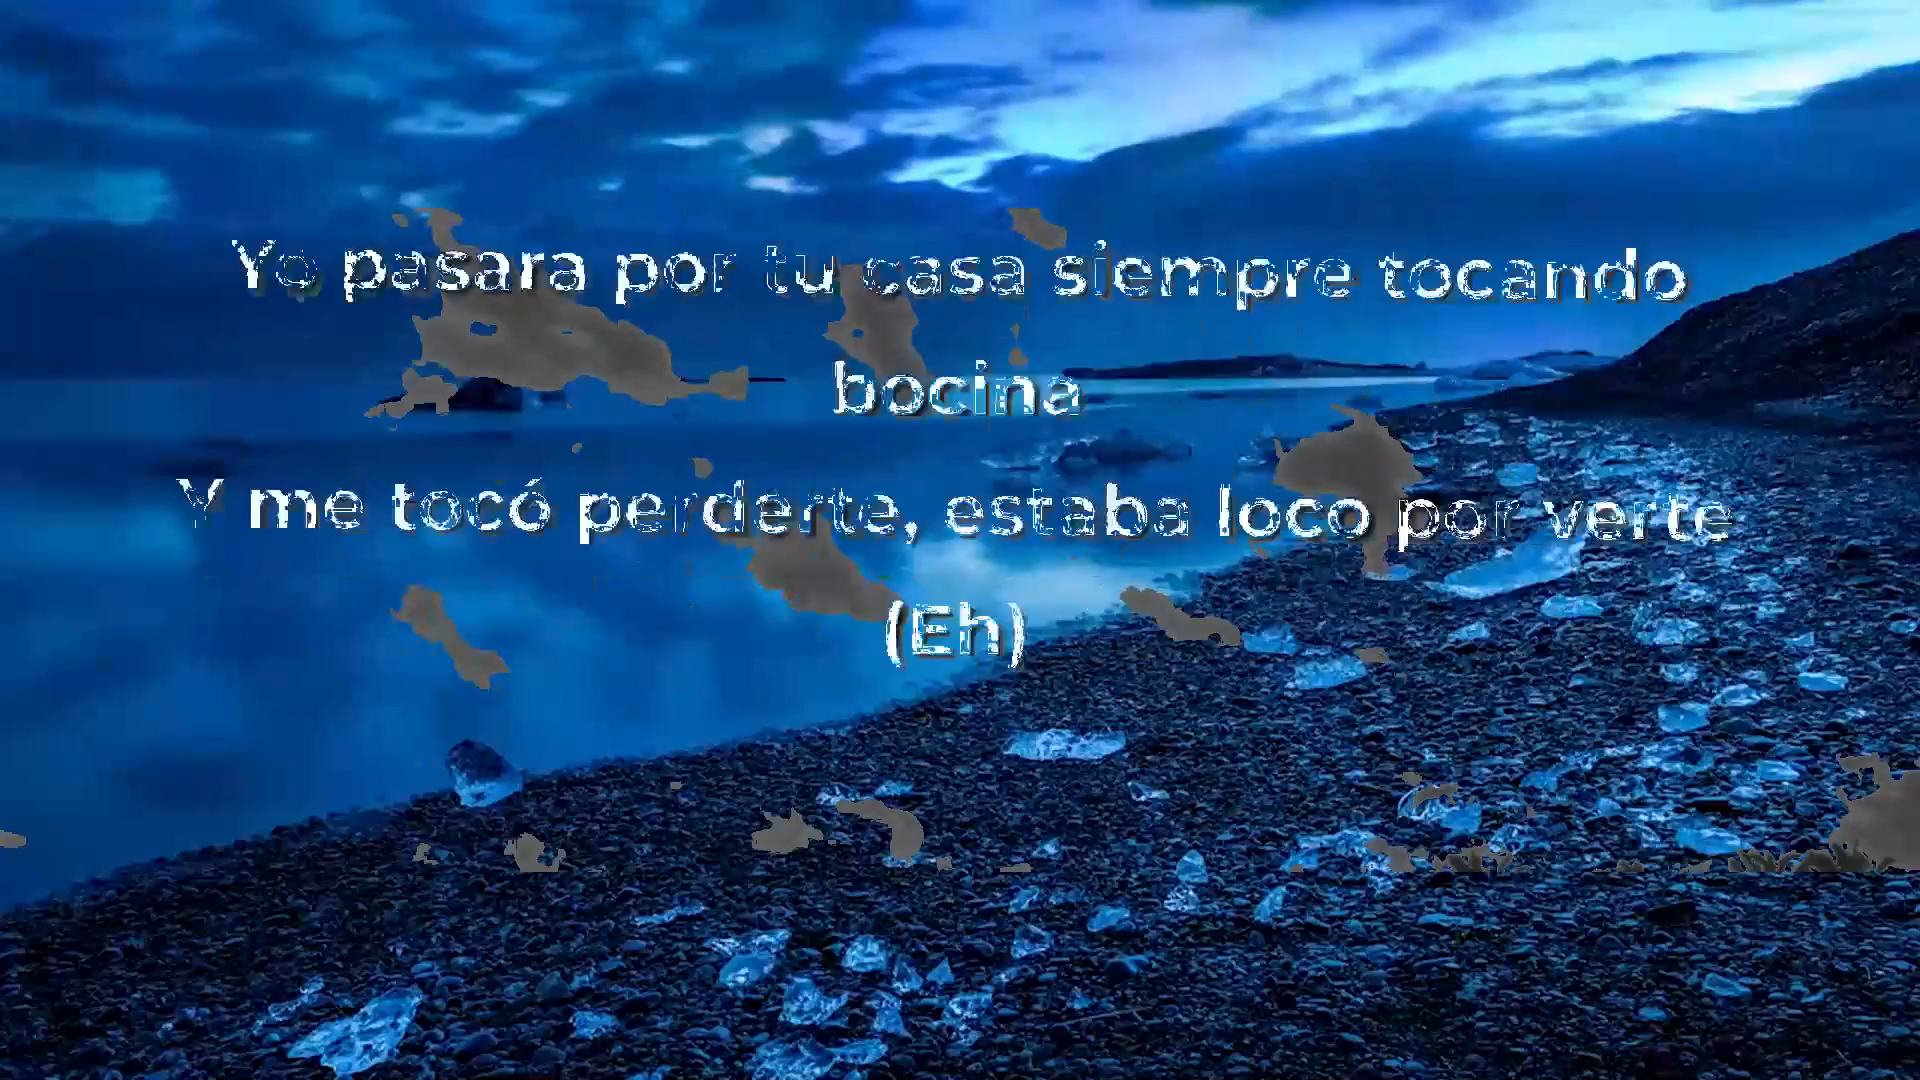 Yo pasara por tu casa siempre tocando
bocina
Y me tocó perderte, estaba loco por verte
(Eh)